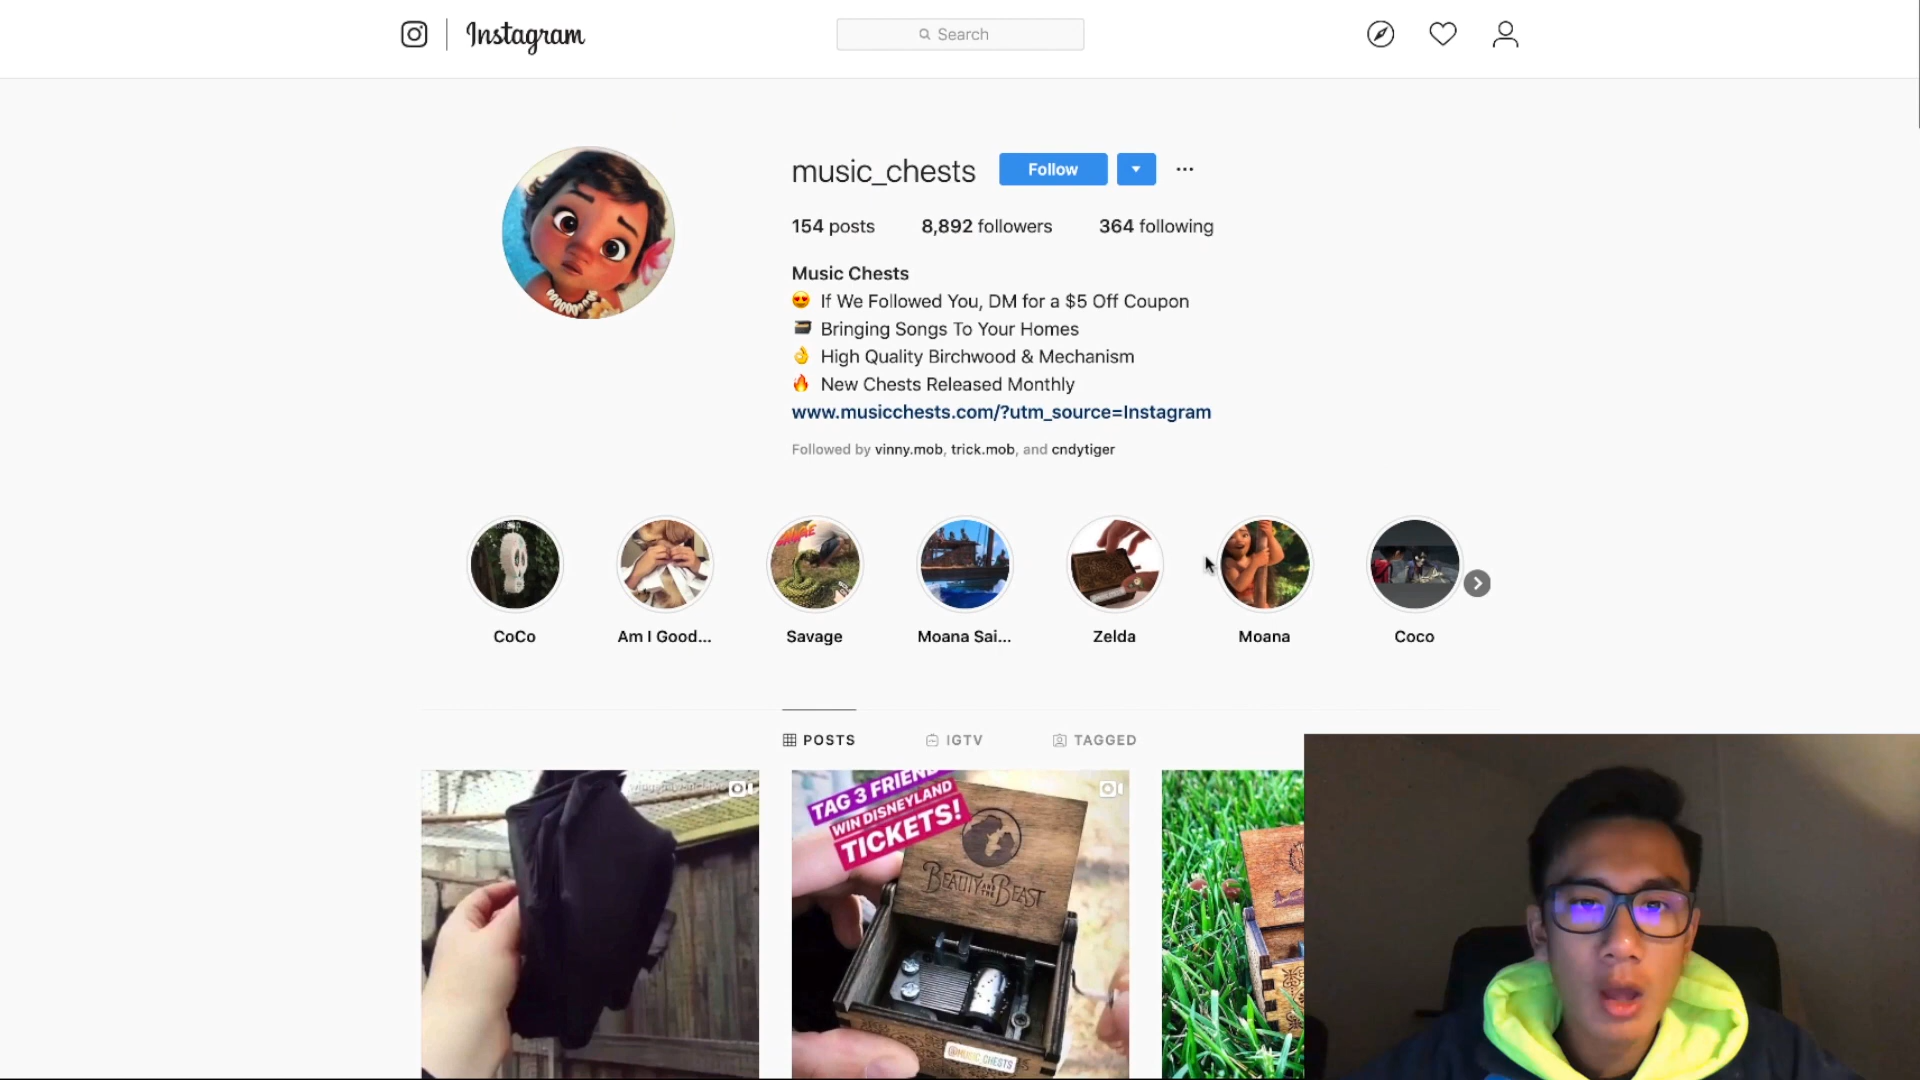 Instagram
Search
music_chests
Follow
154 posts 8,892 followers 364 following
Music Chests
If We Followed You, DM for a $5 Off Coupon
Bringing Songs To Your Homes
High Quality Birchwood & Mechanism
New Chests Released Monthly
www.musicchests.com/?utm_source=Instagram
Followed by vinny.mob, trick.mob, and cndytiger
CoCo
Am I Good...
Savage
Moana Sai...
Zelda
Moana
Coco
POSTS
IGTV
TAGGED
TAG 3 FRIEND
WIN DISNEYLAND
TICKETS!
BEAUTY AND THE BEAST
@MUSIC_CHESTS